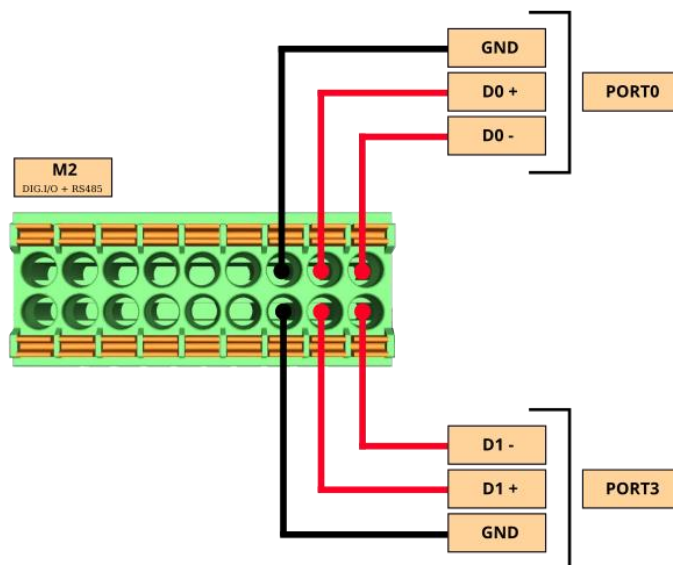 GND
D0 +
PORT0
D0 -
M2
DIG.I/O + RS485
D1 -
D1 +
PORT3
GND